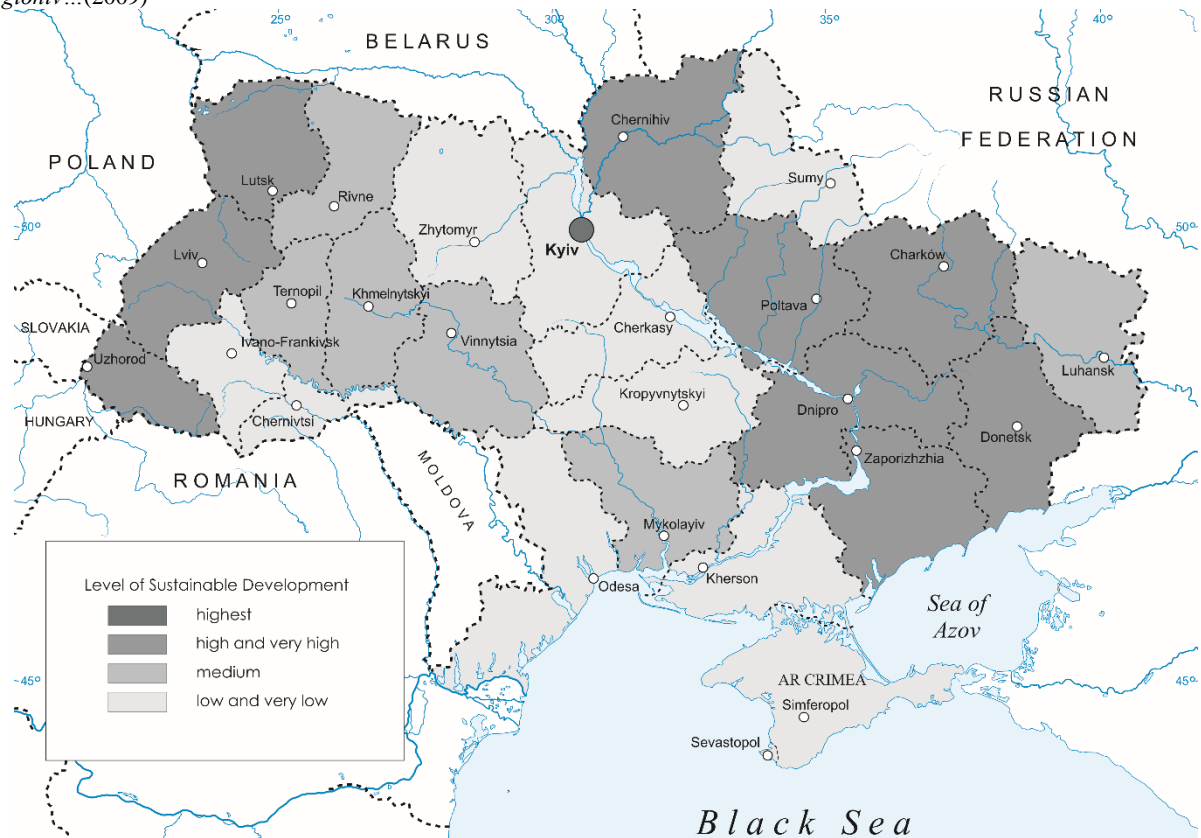 gioniv...(2009)
25°
30°
35°
40°
BELARUS
RUSSIAN
FEDERATION
POLAND
Chernihiv
Lutsk
Rivne
Sumy
50°
50°
Zhytomyr
Kyiv
Lviv
Charków
Ternopil
Khmelnytskyi
Poltava
SLOVAKIA
Cherkasy
Ivano-Frankivsk
Vinnytsia
Uzhorod
Luhansk
Kropyvnytskyi
Dnipro
HUNGARY
Chernivtsi
Donetsk
Zaporizhzhia
ROMANIA
MOLDOVA
Mykolayiv
Kherson
Odesa
Level of Sustainable Development
highest
high and very high
medium
low and very low
Sea of
Azov
45°
45°
AR CRIMEA
Simferopol
Sevastopol
Black Sea